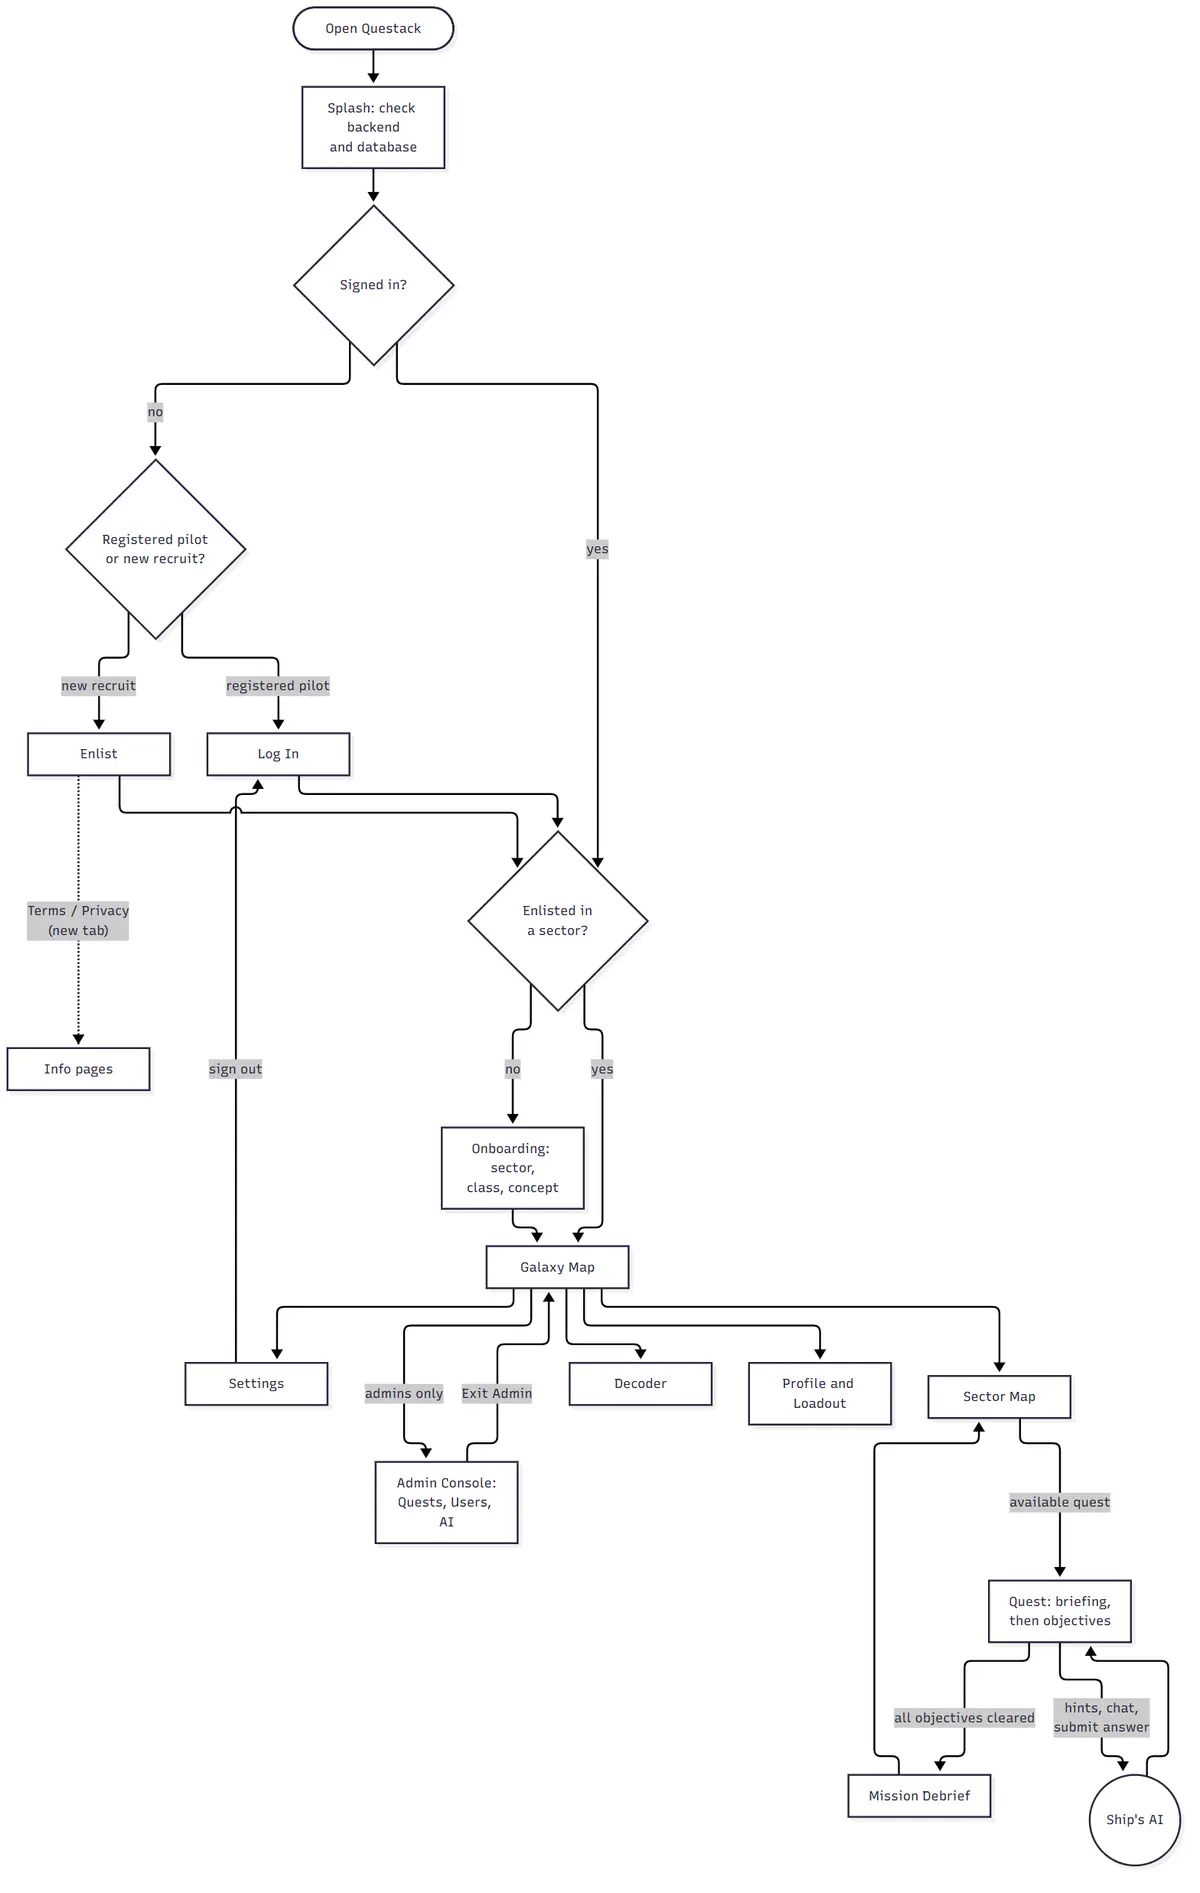 Open Questack
Splash: check
backend
and database
Signed in?
no
yes
Registered pilot
or new recruit?
new recruit
registered pilot
Enlist
Log In
Terms / Privacy
(new tab)
Enlisted in
a sector?
Info pages
sign out
no
yes
Onboarding:
sector,
class, concept
Galaxy Map
Settings
admins only
Exit Admin
Decoder
Profile and
Loadout
Sector Map
Admin Console:
Quests, Users,
AI
available quest
Quest: briefing,
then objectives
all objectives cleared
hints, chat,
submit answer
Mission Debrief
Ship's AI